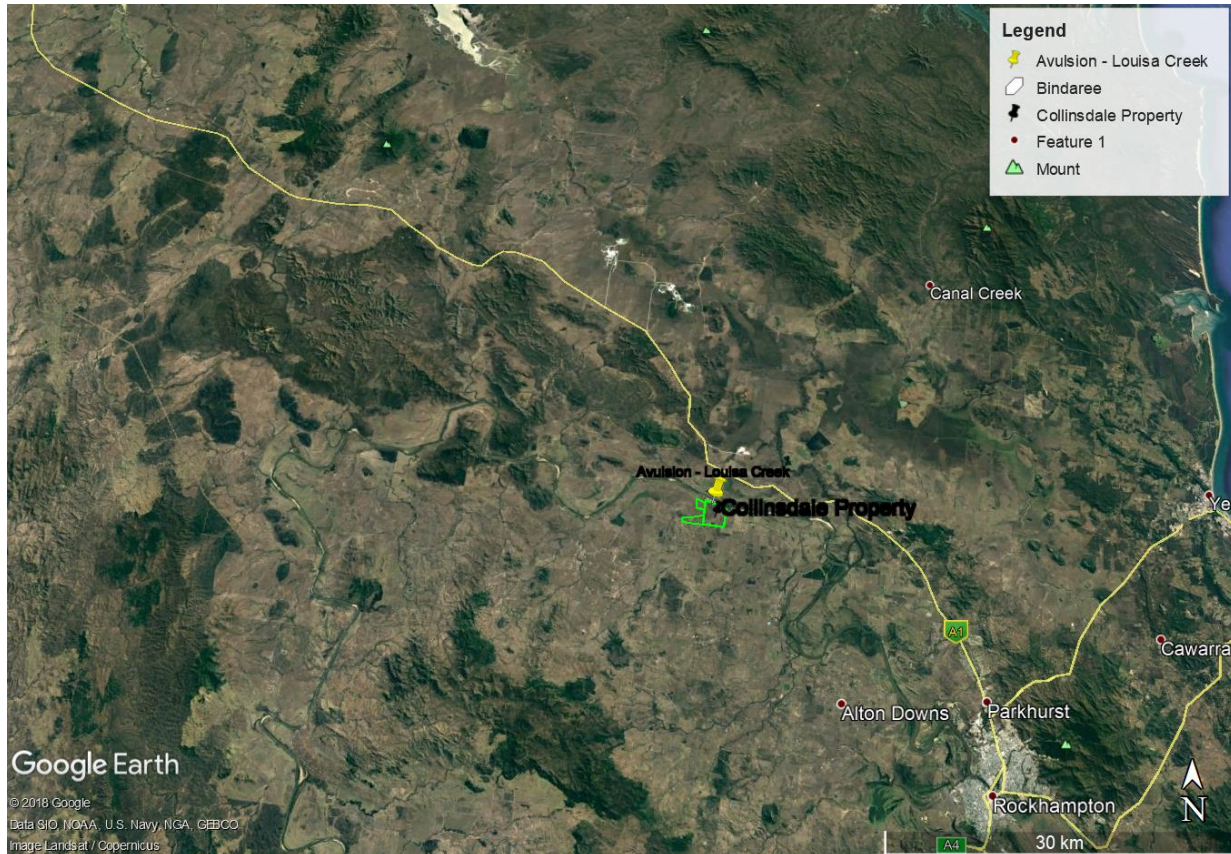 Legend
Avulsion - Louisa Creek
Bindaree
Collinsdale Property
Feature 1
Mount
Canal Creek
Avulsion - Louisa Creek
Collinsdale Property
Ye
A1
Cawarra
Alton Downs
Parkhurst
Google Earth
N
© 2018 Google
Rockhampton
Data SIO, NOAA, U.S. Navy, NGA, GEBCO
A4
30 km
Image Landsat / Copernicus